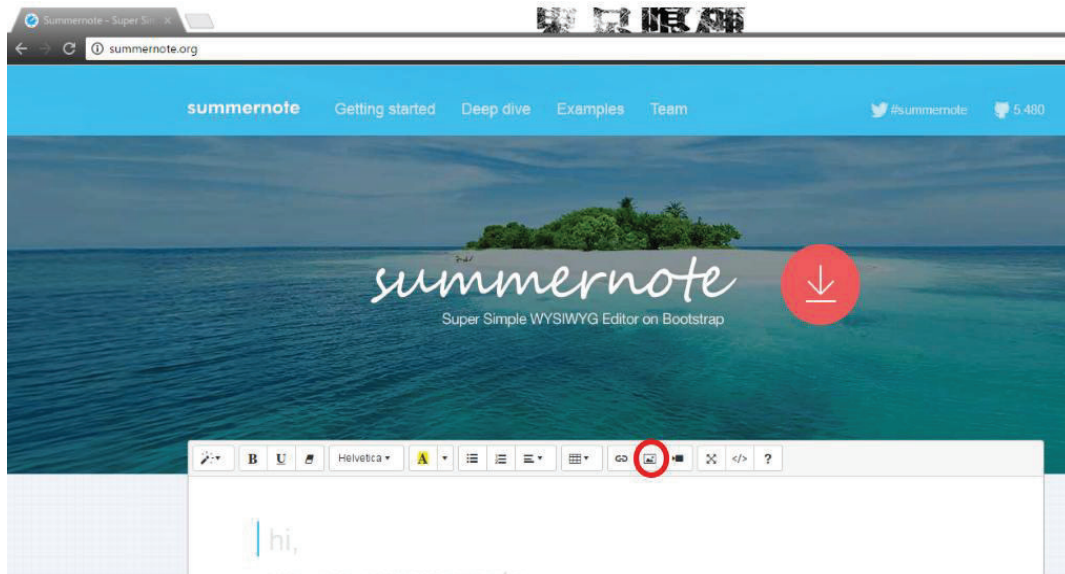 Summernote - Super Sim
summernote.org
summernote Getting started Deep dive Examples Team #summernote 5,480
summernote
Super Simple WYSIWYG Editor on Bootstrap
B U Helvetica A </> ?
hi,